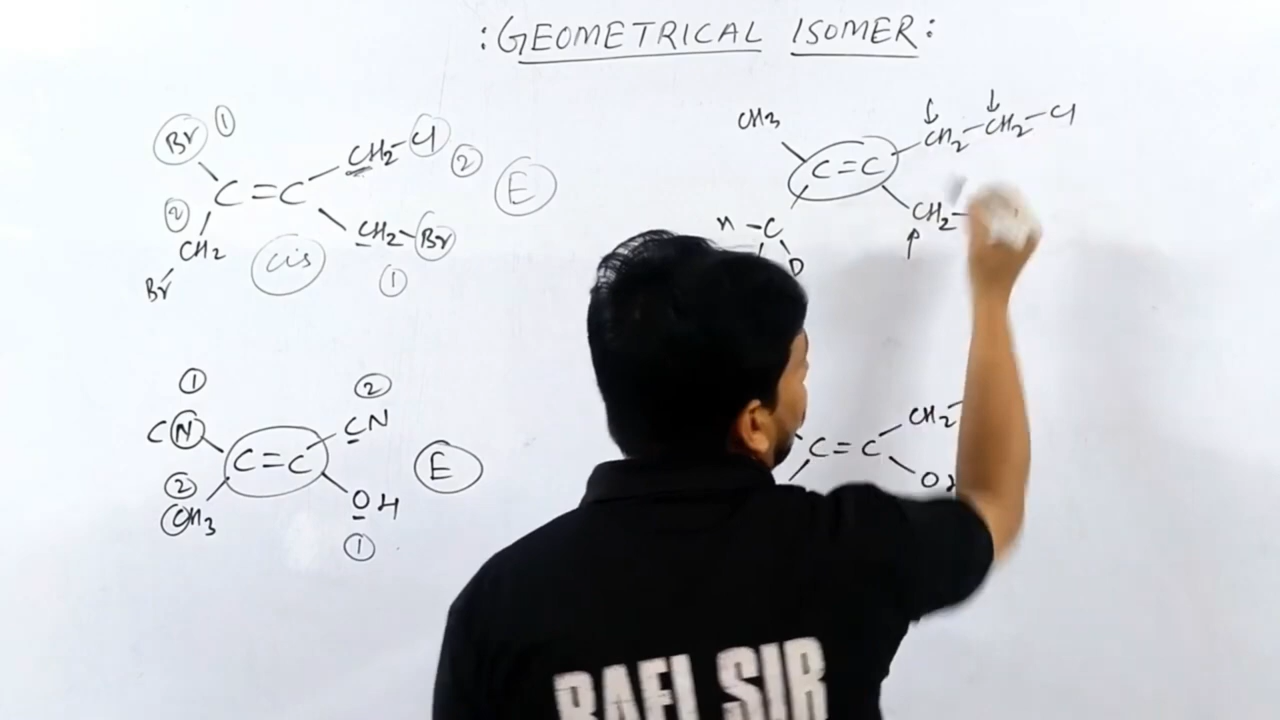 :GEOMETRICAL ISOMER:
Br 1
CH2-Cl 2
C=C
E
2
CH2
CH2-Br
cis
1
Br
CH3
CH2-CH2-Cl
C=C
CH2-
H-C
D
1
2
CN
CN
C=C
E
2
CH3
OH
1
CH2
C=C
OH
RAFI SIR